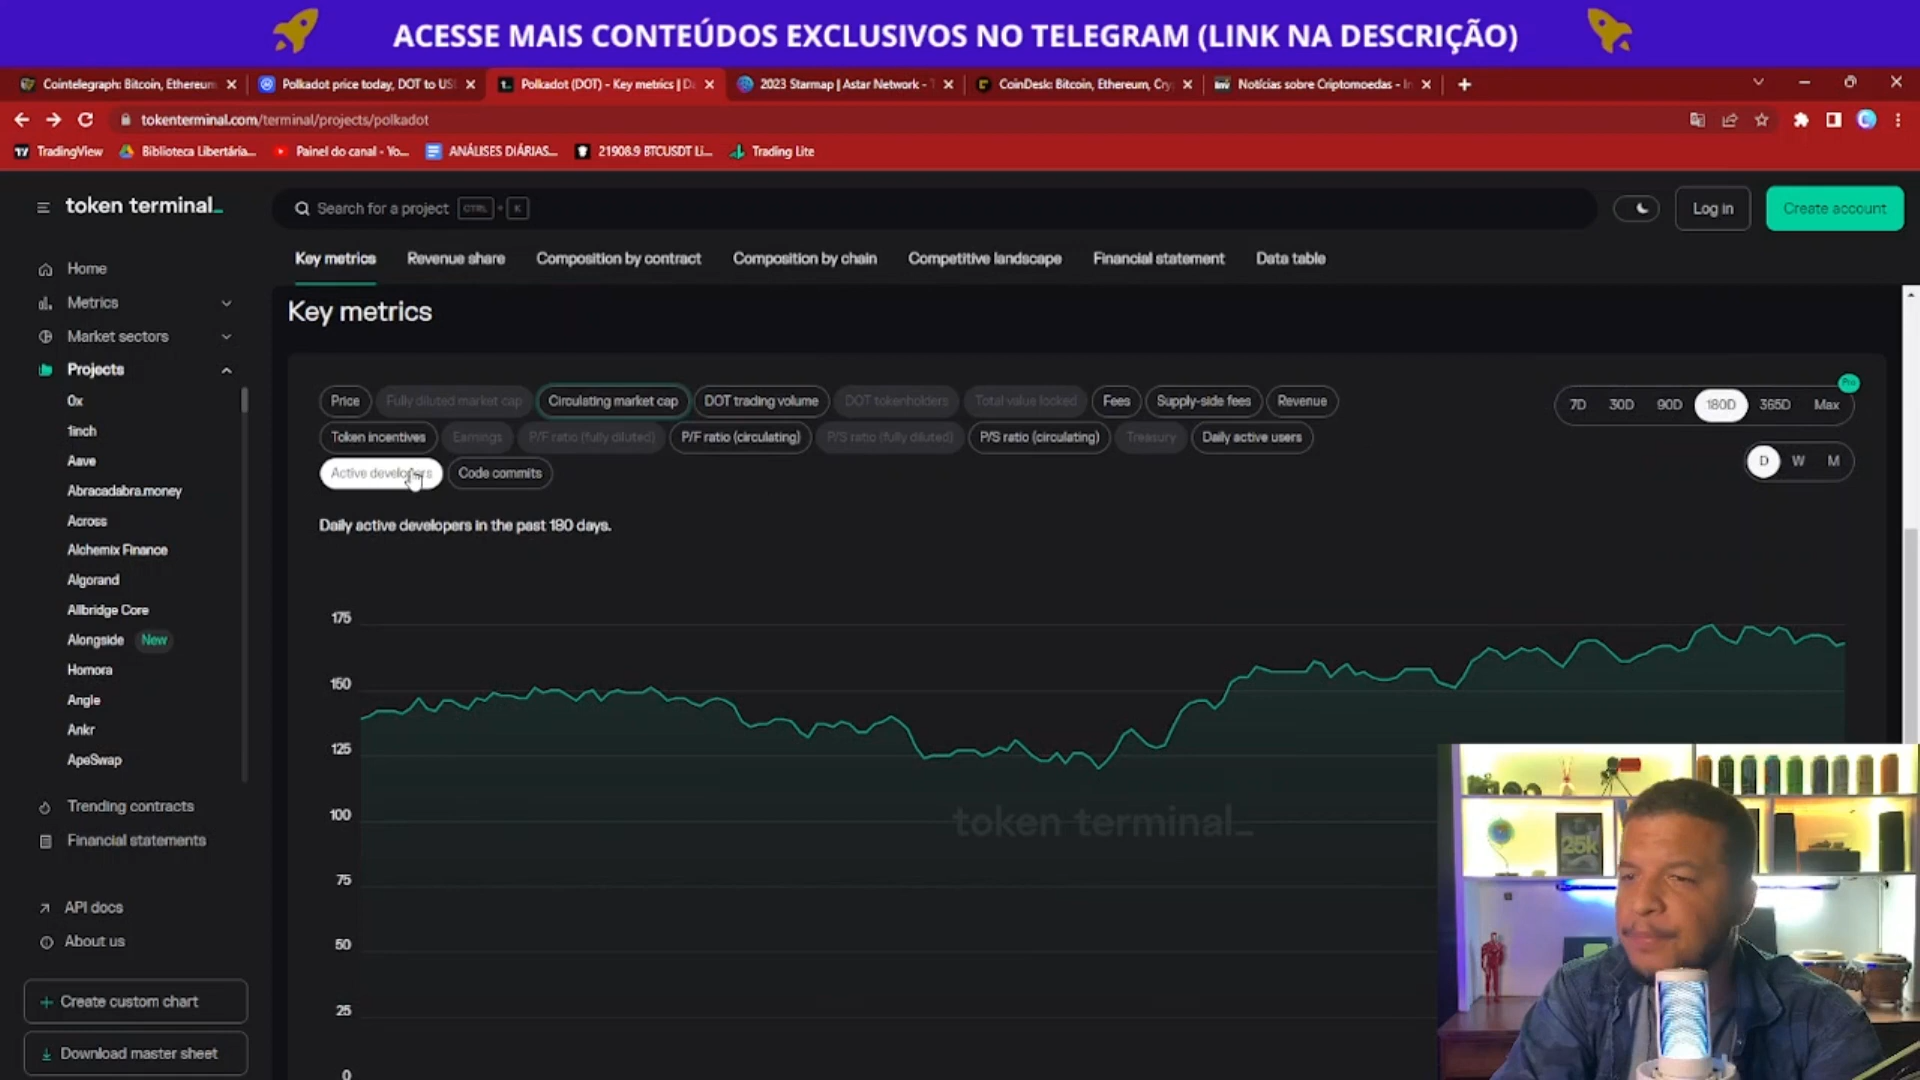 ACESSE MAIS CONTEÚDOS EXCLUSIVOS NO TELEGRAM (LINK NA DESCRIÇÃO)
Cointelegraph: Bitcoin, Ethereum
Polkadot price today, DOT to US
Polkadot (DOT) - Key metrics | D
2023 Starmap | Astar Network -
CoinDesk: Bitcoin, Ethereum, Cry
Notícias sobre Criptomoedas - In
tokenterminal.com/terminal/projects/polkadot
TradingView
Biblioteca Libertária...
Painel do canal - Yo...
ANÁLISES DIÁRIAS...
21908.9 BTCUSDT Li...
Trading Lite
token terminal_
Search for a project CTRL + K
Log in
Create account
Key metrics
Revenue share
Composition by contract
Composition by chain
Competitive landscape
Financial statement
Data table
Home
Metrics
Market sectors
Projects
0x
1inch
Aave
Abracadabra.money
Across
Alchemix Finance
Algorand
Allbridge Core
Alongside New
Homora
Angle
Ankr
ApeSwap
Trending contracts
Financial statements
API docs
About us
+ Create custom chart
Download master sheet
Key metrics
Price Fully diluted market cap Circulating market cap DOT trading volume DOT tokenholders Total value locked Fees Supply-side fees Revenue
Token incentives Earnings P/F ratio (fully diluted) P/F ratio (circulating) P/S ratio (fully diluted) P/S ratio (circulating) Treasury Daily active users
Active developers Code commits
Pro
7D 30D 90D 180D 365D Max
D W M
Daily active developers in the past 180 days.
175
150
125
100
75
50
25
0
token terminal_
25k